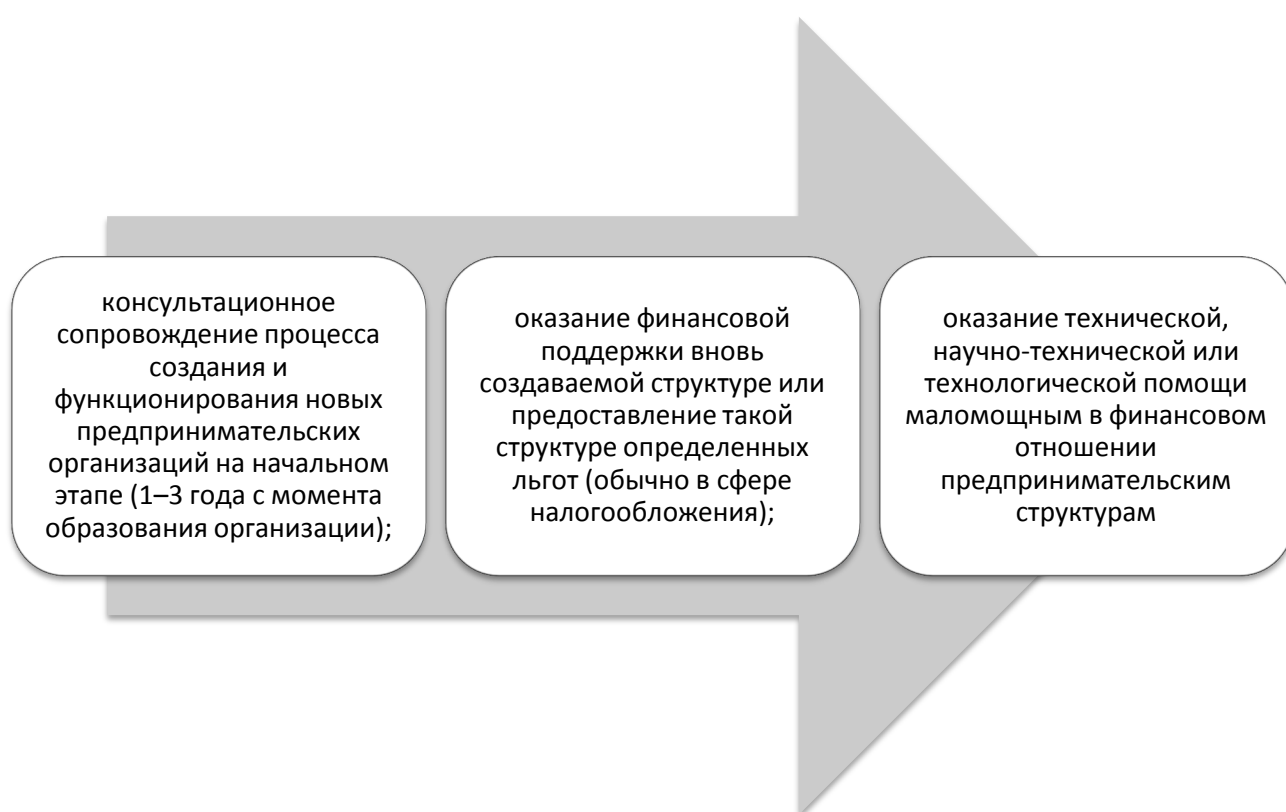 консультационное
сопровождение процесса
создания и
функционирования новых
предпринимательских
организаций на начальном
этапе (1–3 года с момента
образования организации);
оказание финансовой
поддержки вновь
создаваемой структуре или
предоставление такой
структуре определенных
льгот (обычно в сфере
налогообложения);
оказание технической,
научно-технической или
технологической помощи
маломощным в финансовом
отношении
предпринимательским
структурам